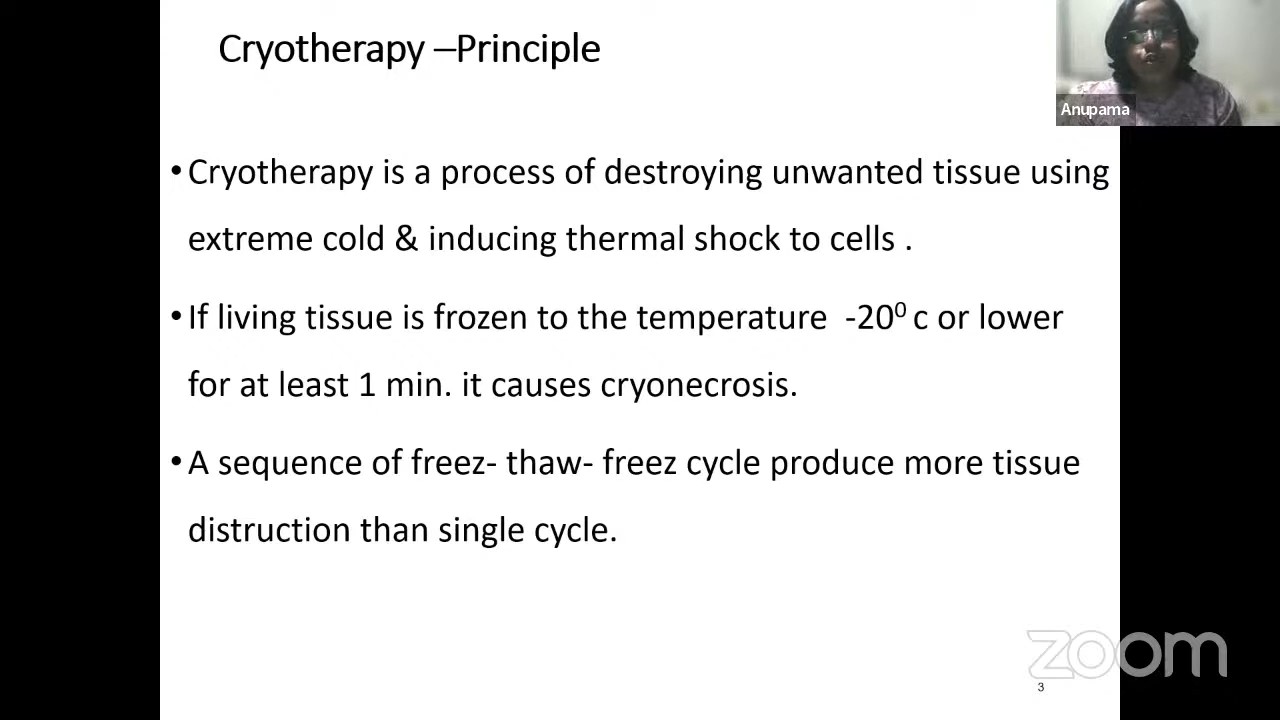 Cryotherapy –Principle
Anupama
•Cryotherapy is a process of destroying unwanted tissue using
extreme cold & inducing thermal shock to cells .
•If living tissue is frozen to the temperature -20⁰ c or lower
for at least 1 min. it causes cryonecrosis.
•A sequence of freez- thaw- freez cycle produce more tissue
distruction than single cycle.
zoom
3